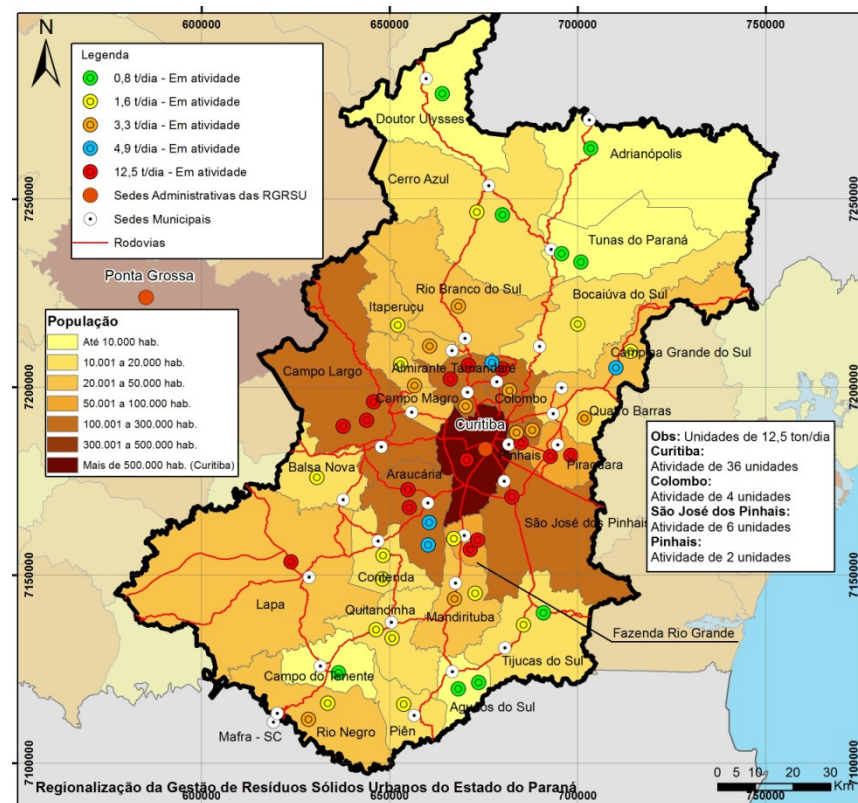 600000
650000
700000
750000
N
Legenda
0,8 t/dia - Em atividade
1,6 t/dia - Em atividade
3,3 t/dia - Em atividade
4,9 t/dia - Em atividade
12,5 t/dia - Em atividade
Sedes Administrativas das RGRSU
Sedes Municipais
Rodovias
Doutor Ulysses
Adrianópolis
Cerro Azul
7250000
7250000
Tunas do Paraná
Ponta Grossa
Rio Branco do Sul
Bocaiúva do Sul
Itaperuçu
População
Até 10.000 hab.
10.001 a 20.000 hab.
20.001 a 50.000 hab.
50.001 a 100.000 hab.
100.001 a 300.000 hab.
300.001 a 500.000 hab.
Mais de 500.000 hab. (Curitiba)
Campina Grande do Sul
Campo Largo
Almirante Tamandaré
7200000
7200000
Campo Magro
Colombo
Quatro Barras
Curitiba
Pinhais
Piraquara
Balsa Nova
Araucária
Obs: Unidades de 12,5 ton/dia
Curitiba:
Atividade de 36 unidades
Colombo:
Atividade de 4 unidades
São José dos Pinhais:
Atividade de 6 unidades
Pinhais:
Atividade de 2 unidades
São José dos Pinhais
7150000
7150000
Contenda
Lapa
Quitandinha
Mandirituba
Fazenda Rio Grande
Tijucas do Sul
Campo do Tenente
Agudos do Sul
Mafra - SC
Rio Negro
Piên
7100000
7100000
Regionalização da Gestão de Resíduos Sólidos Urbanos do Estado do Paraná
0 5 10 20 30
Km
600000
650000
700000
750000